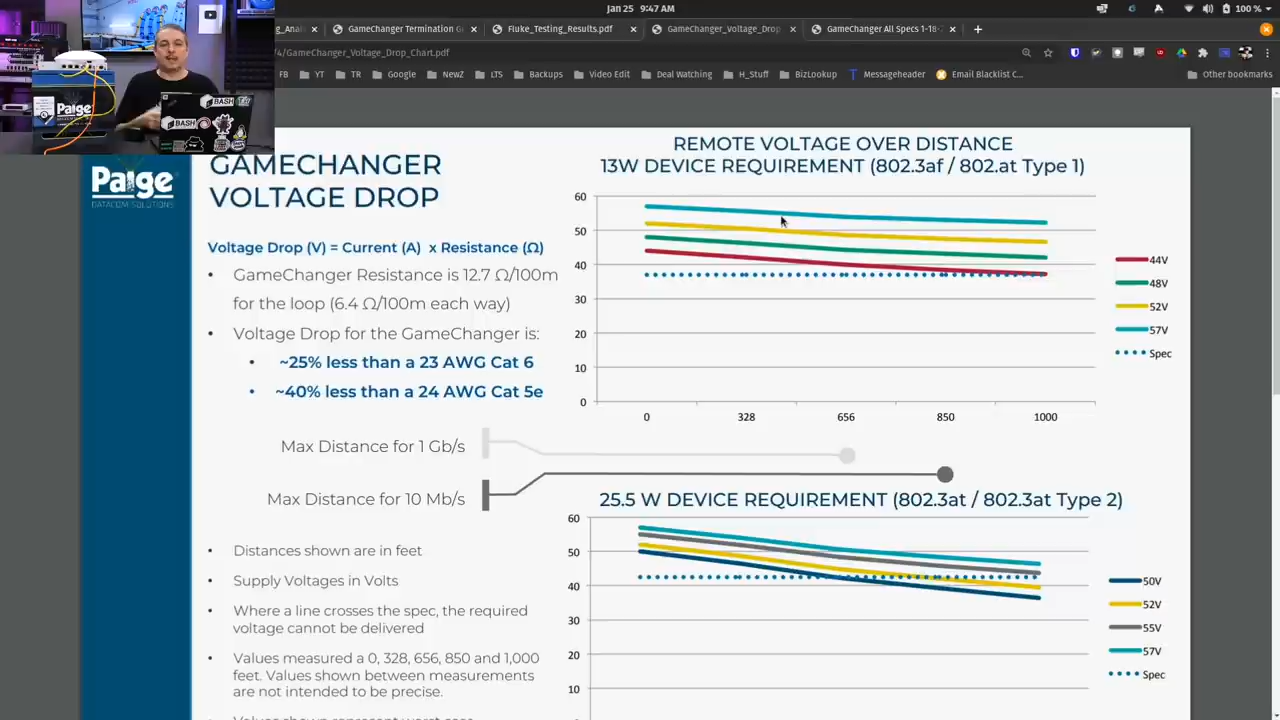 Jan 25 9:47 AM
100 %
g_Anal
GameChanger Termination G
Fluke_Testing_Results.pdf
GameChanger_Voltage_Drop
GameChanger All Specs 1-18-
/4/GameChanger_Voltage_Drop_Chart.pdf
FB
YT
TR
Google
NewZ
LTS
Backups
Video Edit
Deal Watching
H_Stuff
BizLookup
Messageheader
Email Blacklist C...
Other bookmarks
Paige
BASH
BASH
Paige
DATACOM SOLUTIONS
GAMECHANGER
VOLTAGE DROP
Voltage Drop (V) = Current (A) x Resistance (Ω)
• GameChanger Resistance is 12.7 Ω/100m
for the loop (6.4 Ω/100m each way)
• Voltage Drop for the GameChanger is:
• ~25% less than a 23 AWG Cat 6
• ~40% less than a 24 AWG Cat 5e
Max Distance for 1 Gb/s
Max Distance for 10 Mb/s
• Distances shown are in feet
• Supply Voltages in Volts
• Where a line crosses the spec, the required
voltage cannot be delivered
• Values measured a 0, 328, 656, 850 and 1,000
feet. Values shown between measurements
are not intended to be precise.
REMOTE VOLTAGE OVER DISTANCE
13W DEVICE REQUIREMENT (802.3af / 802.at Type 1)
60
50
40
30
20
10
0
0 328 656 850 1000
44V
48V
52V
57V
Spec
25.5 W DEVICE REQUIREMENT (802.3at / 802.3at Type 2)
60
50
40
30
20
10
50V
52V
55V
57V
Spec